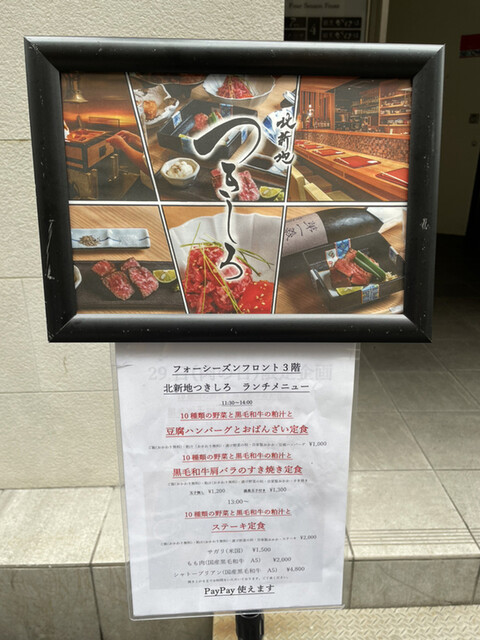 Four Season Front
北新地
つきしろ
フォーシーズンフロント3階
北新地つきしろ ランチメニュー
11:30~14:00
10種類の野菜と黒毛和牛の粕汁と
豆腐ハンバーグとおばんざい定食
¥1,000
10種類の野菜と黒毛和牛の粕汁と
黒毛和牛肩バラのすき焼き定食
玉子無し ¥1,200 ¥1,300
13:00~
10種類の野菜と黒毛和牛の粕汁と
ステーキ定食
サガリ(米国) ¥1,500
もも肉(国産黒毛和牛 A5) ¥2,000
シャトーブリアン(国産黒毛和牛 A5) ¥4,800
PayPay 使えます